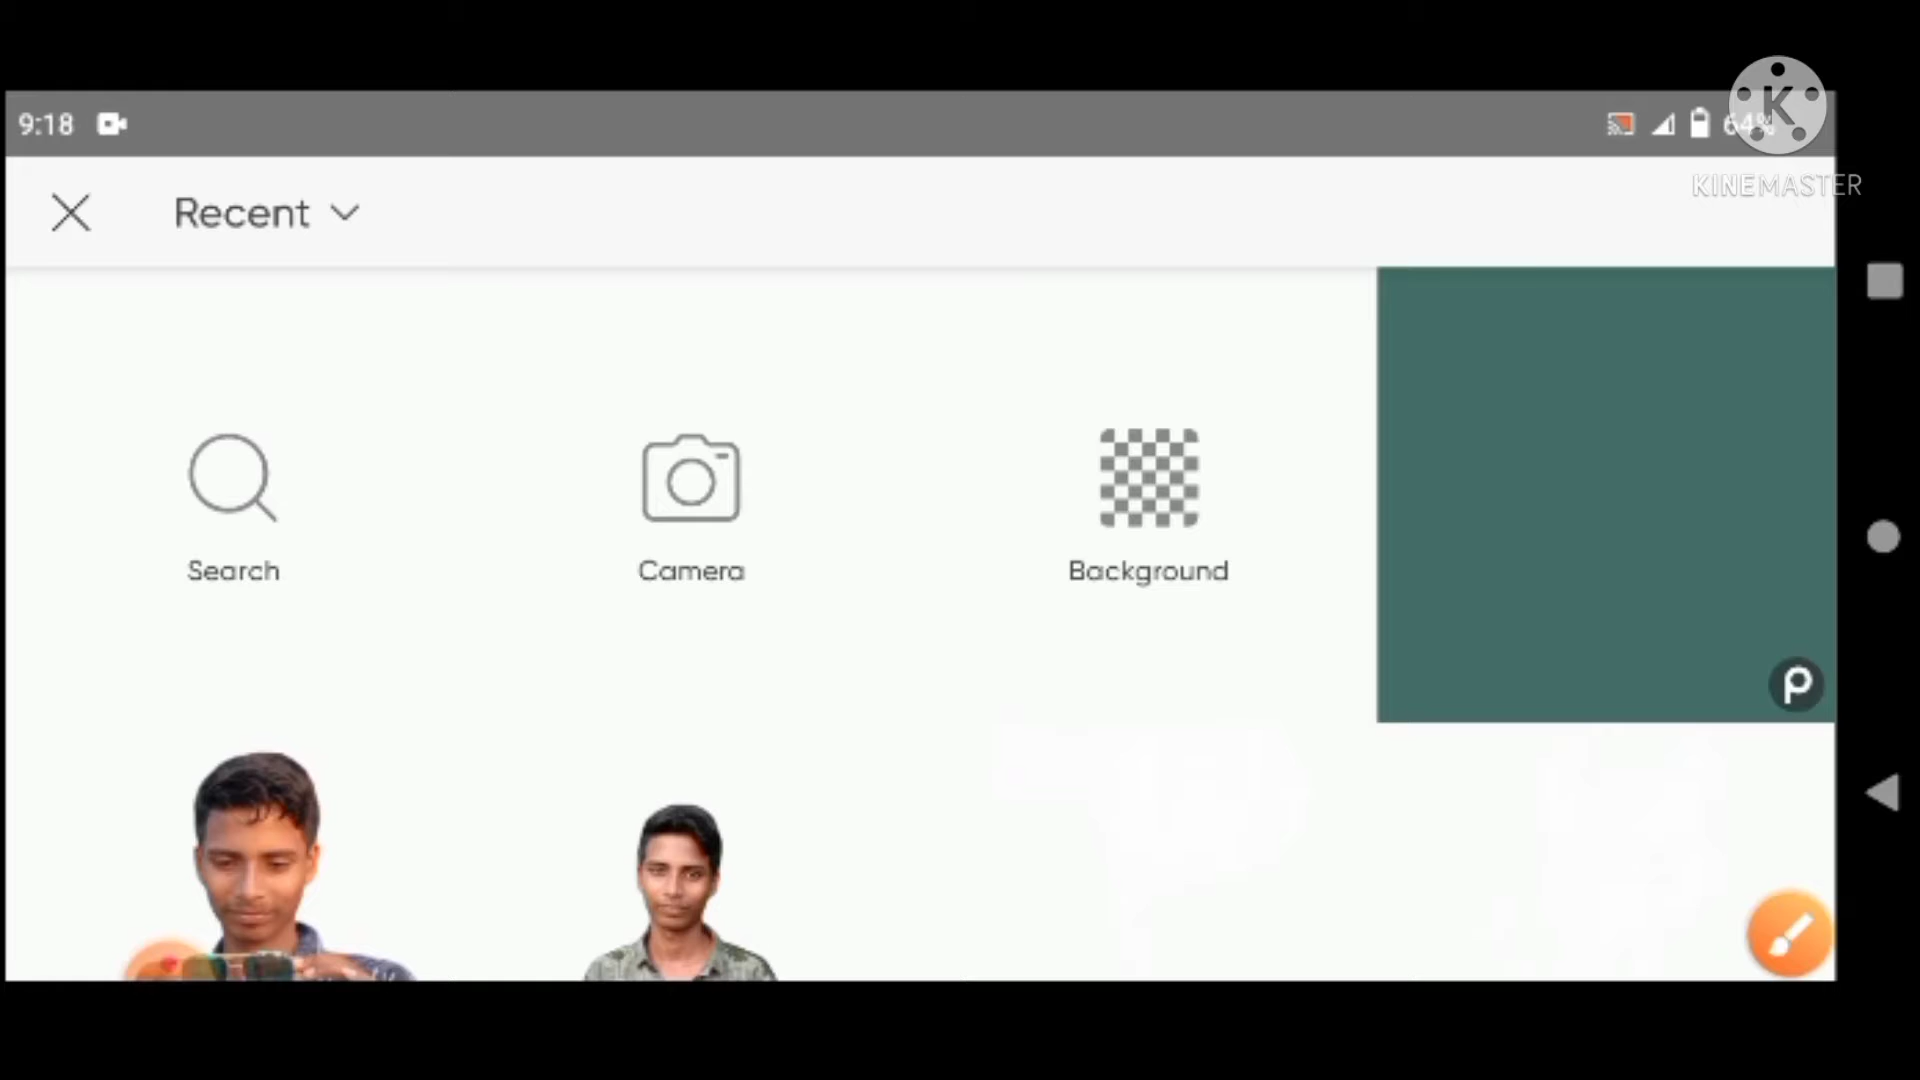 9:18
64%
K
KINEMASTER
Recent
Search
Camera
Background
P